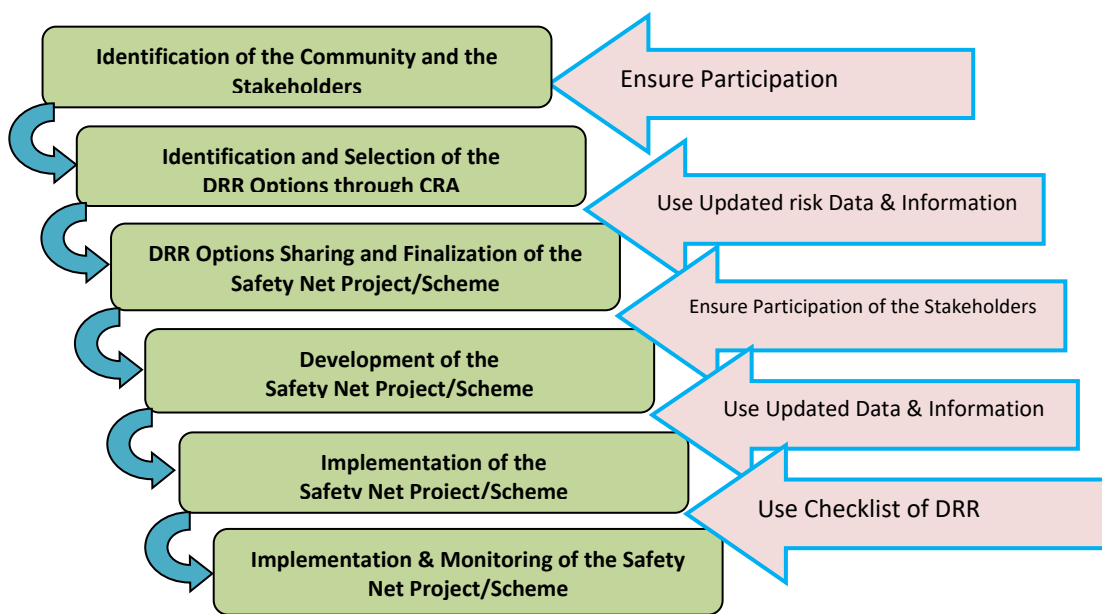 Identification of the Community and the
Stakeholders
Ensure Participation
Identification and Selection of the
DRR Options through CRA
Use Updated risk Data & Information
DRR Options Sharing and Finalization of the
Safety Net Project/Scheme
Ensure Participation of the Stakeholders
Development of the
Safety Net Project/Scheme
Use Updated Data & Information
Implementation of the
Safety Net Project/Scheme
Use Checklist of DRR
Implementation & Monitoring of the Safety
Net Project/Scheme